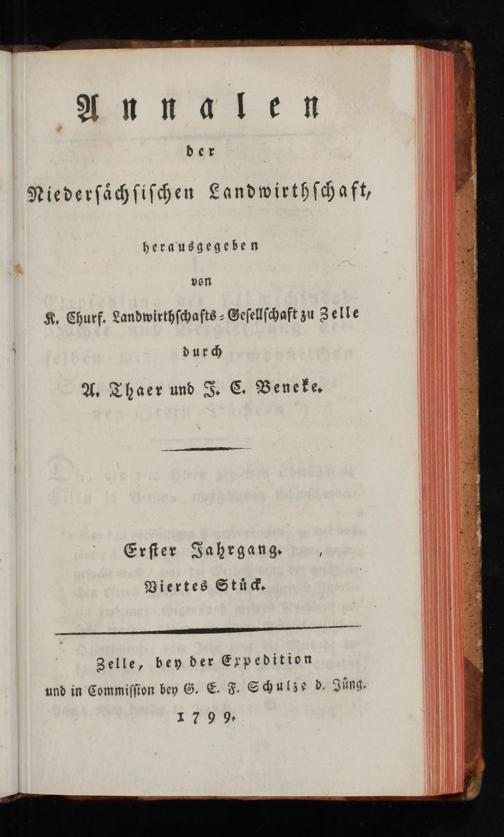 Annalen
der
Niedersächsischen Landwirthschaft,
herausgegeben
von
K. Churf. Landwirthschafts-Gesellschaft zu Zelle
durch
A. Thaer und J. C. Beneke.
Erster Jahrgang.
Viertes Stück.
Zelle, bey der Expedition
und in Commission bey G. E. F. Schulze d. Jüng.
1799.